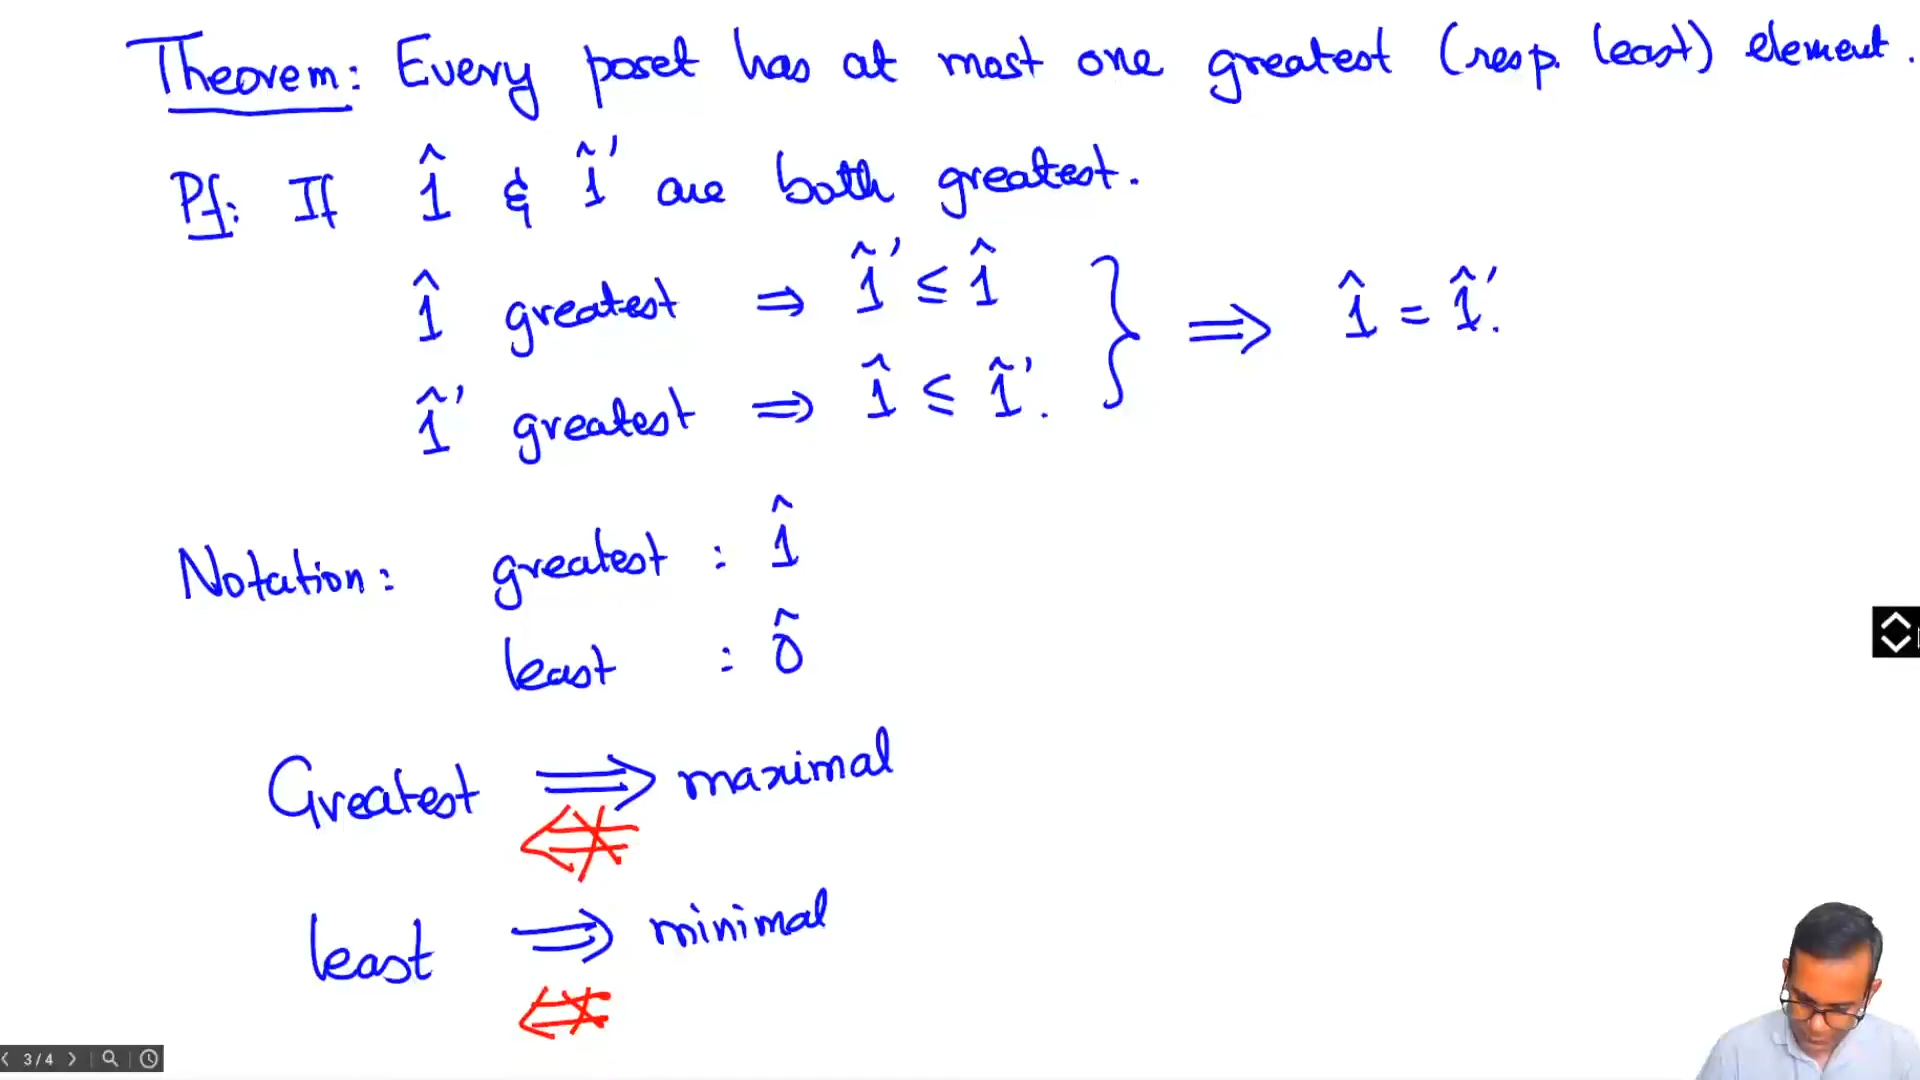 Theorem: Every poset has at most one greatest (resp. least) element.
Pf: If 1̂ & 1̂' are both greatest.
1̂ greatest ⇒ 1̂' ≤ 1̂
1̂' greatest ⇒ 1̂ ≤ 1̂'.
} ⇒ 1̂ = 1̂'.
Notation: greatest : 1̂
least : 0̂
Greatest ⇒ maximal
⇍
least ⇒ minimal
⇍
3/4